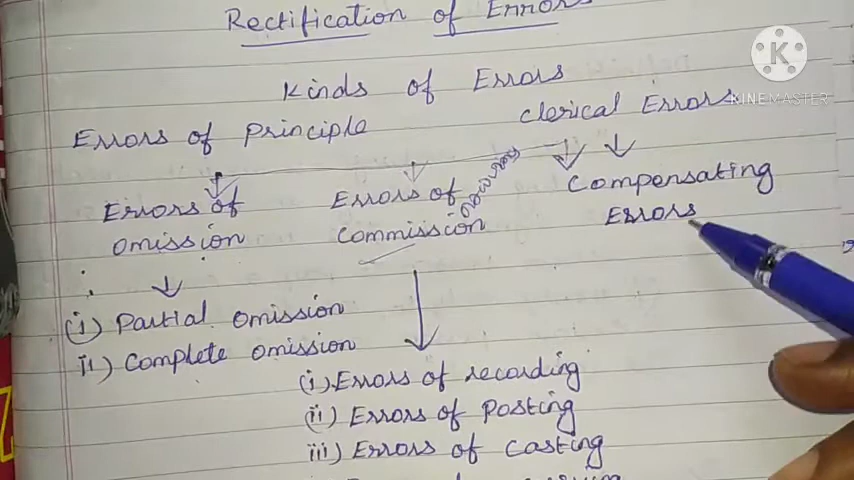 Rectification of Errors
Kinds of Errors
Errors of principle
clerical Errors
Errors of omission
Errors of Commission
Compensating Errors
(i) Partial omission
ii) Complete omission
(i) Errors of recording
(ii) Errors of Posting
iii) Errors of casting
K
KINEMASTER